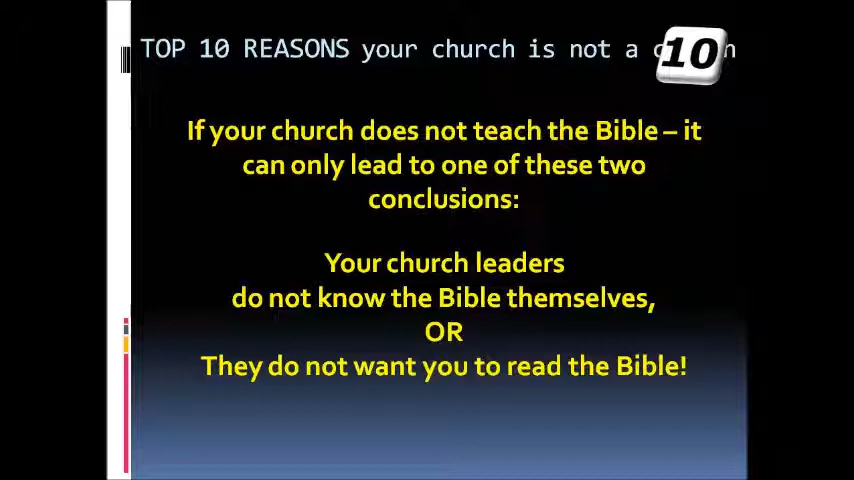 TOP 10 REASONS your church is not a
10
If your church does not teach the Bible – it
can only lead to one of these two
conclusions:
Your church leaders
do not know the Bible themselves,
OR
They do not want you to read the Bible!